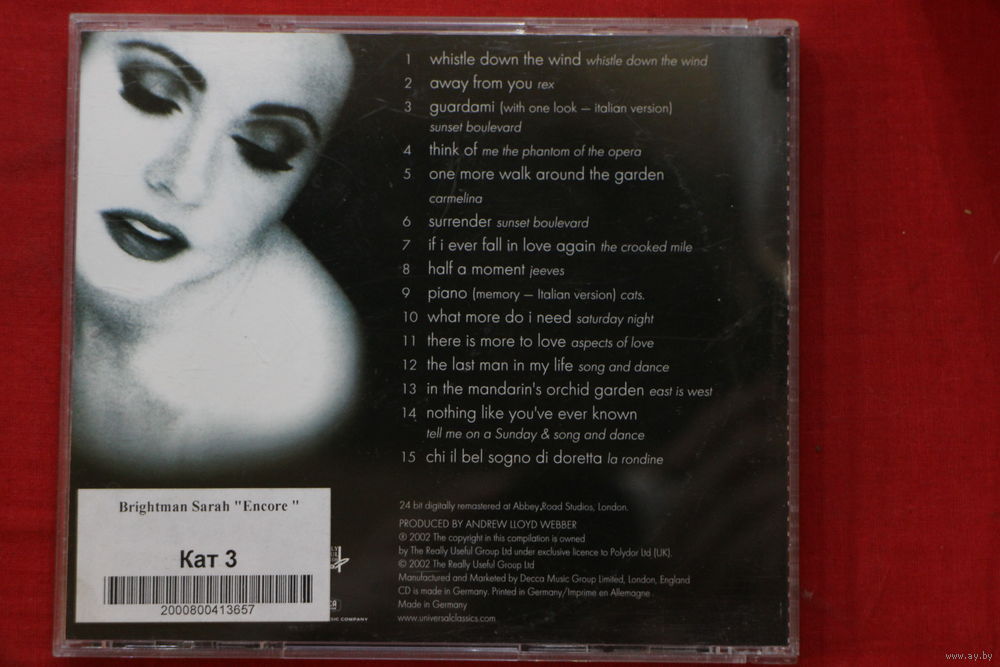 1 whistle down the wind whistle down the wind
2 away from you rex
3 guardami (with one look – italian version)
sunset boulevard
4 think of me the phantom of the opera
5 one more walk around the garden
carmelina
6 surrender sunset boulevard
7 if i ever fall in love again the crooked mile
8 half a moment jeeves
9 piano (memory – Italian version) cats.
10 what more do i need saturday night
11 there is more to love aspects of love
12 the last man in my life song and dance
13 in the mandarin's orchid garden east is west
14 nothing like you've ever known
tell me on a Sunday & song and dance
15 chi il bel sogno di doretta la rondine
24 bit digitally remastered at Abbey Road Studios, London.
PRODUCED BY ANDREW LLOYD WEBBER
℗ 2002 The copyright in this compilation is owned
by The Really Useful Group Ltd under exclusive licence to Polydor Ltd (UK).
© 2002 The Really Useful Group Ltd
Manufactured and Marketed by Decca Music Group Limited, London, England
CD is made in Germany. Printed in Germany/Imprime en Allemagne
Made in Germany
www.universalclassics.com
Brightman Sarah "Encore "
Кат 3
2000800413657
COMPANY
www.ay.by